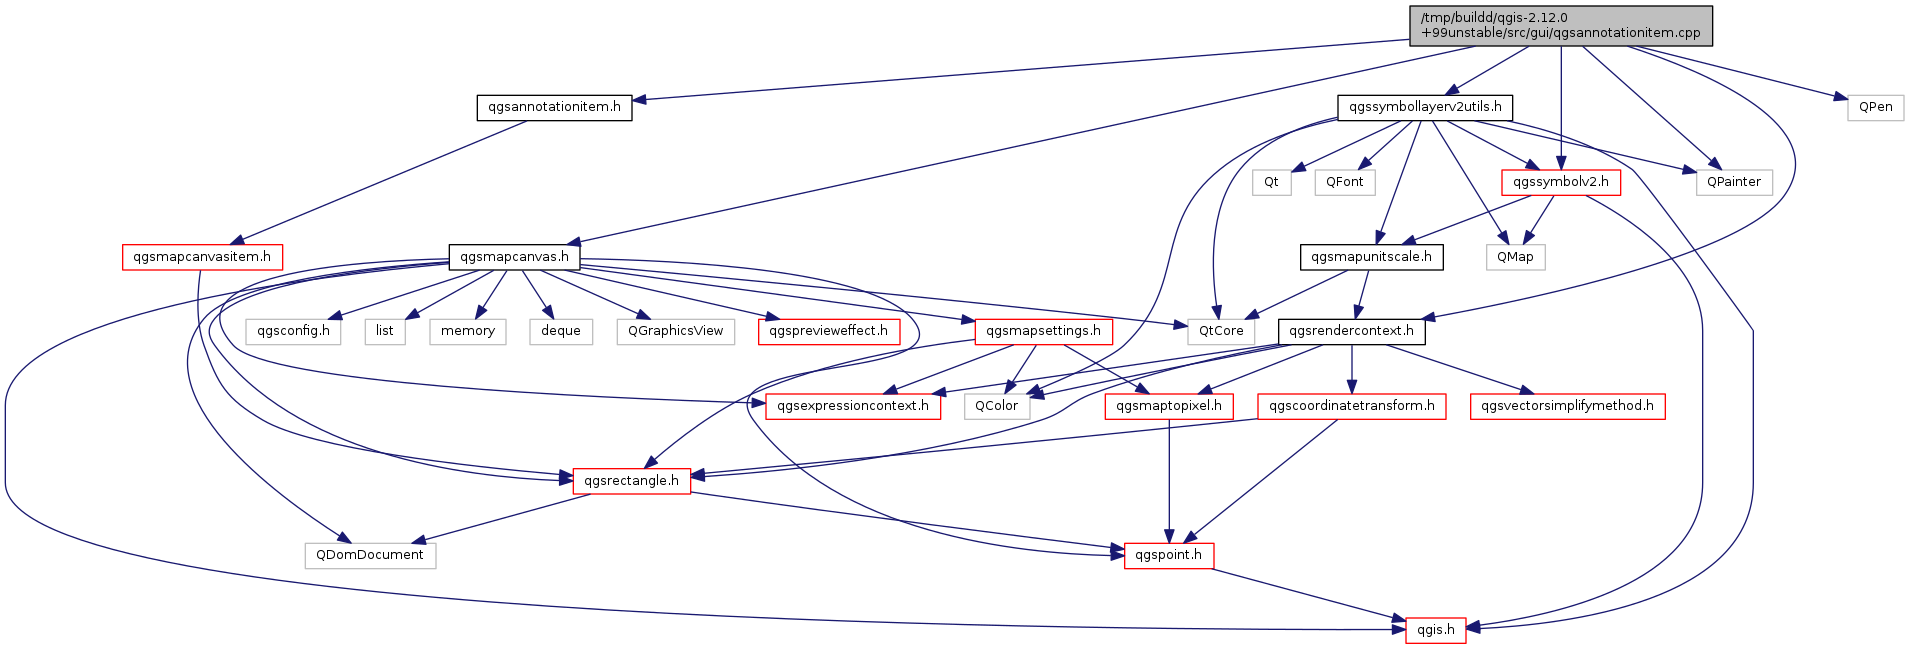 /tmp/buildd/qgis-2.12.0
+99unstable/src/gui/qgsannotationitem.cpp
qgsannotationitem.h
qgssymbollayerv2utils.h
QPen
Qt
QFont
qgssymbolv2.h
QPainter
qgsmapcanvasitem.h
qgsmapcanvas.h
qgsmapunitscale.h
QMap
qgsconfig.h
list
memory
deque
QGraphicsView
qgsprevieweffect.h
qgsmapsettings.h
QtCore
qgsrendercontext.h
qgsexpressioncontext.h
QColor
qgsmaptopixel.h
qgscoordinatetransform.h
qgsvectorsimplifymethod.h
qgsrectangle.h
QDomDocument
qgspoint.h
qgis.h